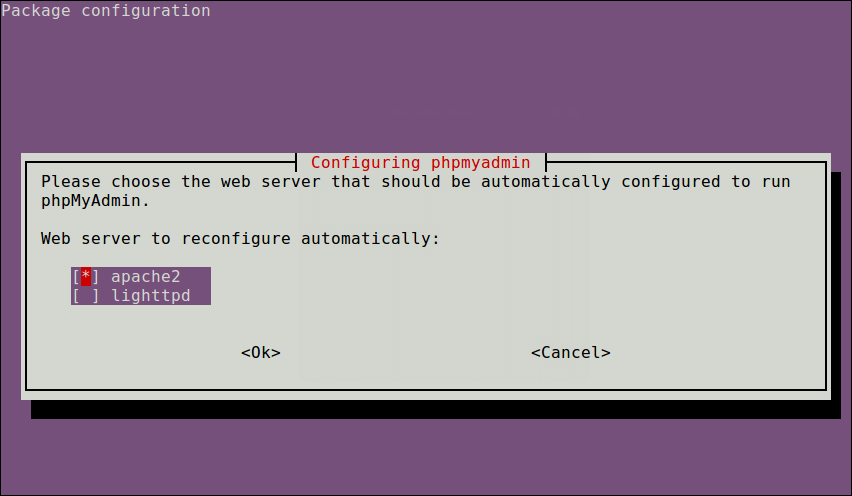 Package configuration
Configuring phpmyadmin
Please choose the web server that should be automatically configured to run
phpMyAdmin.
Web server to reconfigure automatically:
[*] apache2
[ ] lighttpd
<Ok> <Cancel>